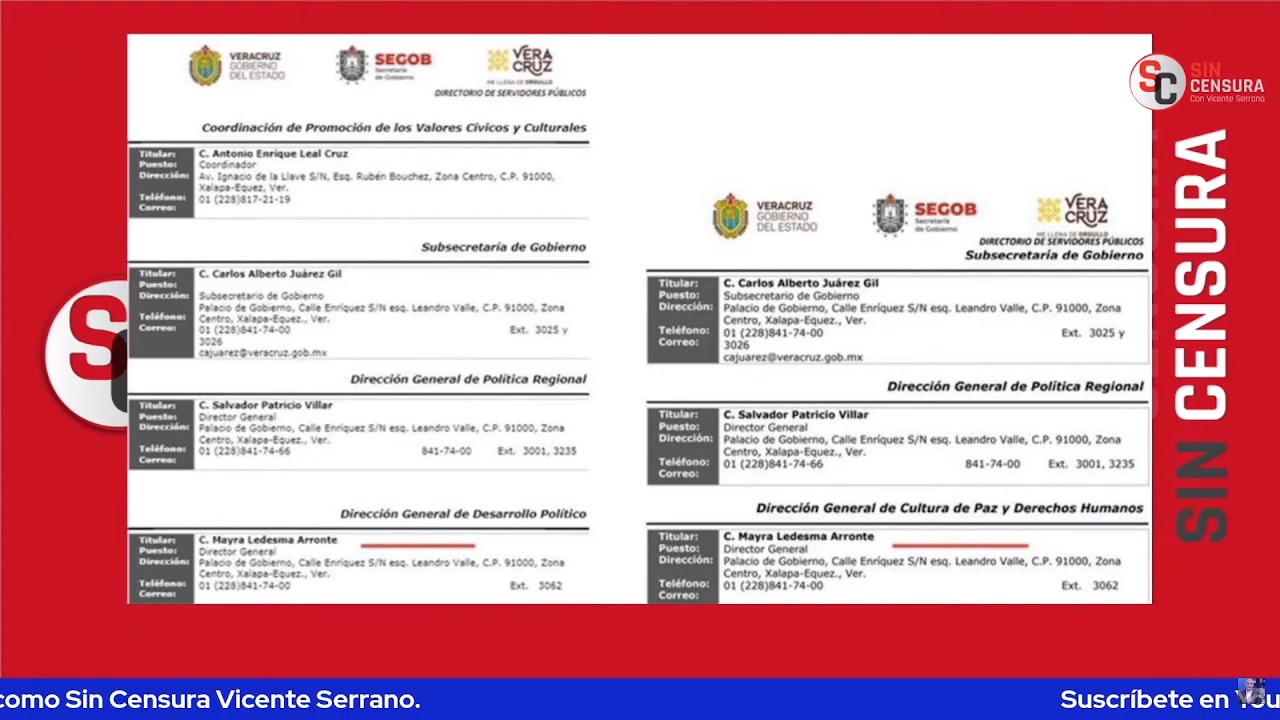 VERACUZ
GOBIERNO
DEL ESTADO
SEGOB
Secretaría
de Gobierno
VERA
CRUZ
ME LLENA DE ORGULLO
DIRECTORIO DE SERVIDORES PÚBLICOS
Coordinación de Promoción de los Valores Cívicos y Culturales
Titular: C. Antonio Enrique Leal Cruz
Puesto: Coordinador
Dirección: Av. Ignacio de la Llave S/N, Esq. Rubén Bouchez, Zona Centro, C.P. 91000,
Xalapa-Equez, Ver.
Teléfono: 01 (228)817-21-19
Correo:
Subsecretaría de Gobierno
Titular: C. Carlos Alberto Juárez Gil
Puesto:
Dirección: Subsecretario de Gobierno
Palacio de Gobierno, Calle Enríquez S/N esq. Leandro Valle, C.P. 91000, Zona
Teléfono: Centro, Xalapa-Equez., Ver.
Correo: 01 (228)841-74-00 Ext. 3025 y
3026
cajuarez@veracruz.gob.mx
Dirección General de Política Regional
Titular: C. Salvador Patricio Villar
Puesto: Director General
Dirección: Palacio de Gobierno, Calle Enríquez S/N esq. Leandro Valle, C.P. 91000, Zona
Centro, Xalapa-Equez., Ver.
Teléfono: 01 (228)841-74-66 841-74-00 Ext. 3001, 3235
Correo:
Dirección General de Desarrollo Político
Titular: C. Mayra Ledesma Arronte
Puesto: Director General
Dirección: Palacio de Gobierno, Calle Enríquez S/N esq. Leandro Valle, C.P. 91000, Zona
Centro, Xalapa-Equez., Ver.
Teléfono: 01 (228)841-74-00 Ext. 3062
Correo:
VERACRUZ
GOBIERNO
DEL ESTADO
SEGOB
Secretaría
de Gobierno
VERA
CRUZ
ME LLENA DE ORGULLO
DIRECTORIO DE SERVIDORES PÚBLICOS
Subsecretaría de Gobierno
Titular: C. Carlos Alberto Juárez Gil
Puesto: Subsecretario de Gobierno
Dirección: Palacio de Gobierno, Calle Enríquez S/N esq. Leandro Valle, C.P. 91000, Zona
Centro, Xalapa-Equez., Ver.
Teléfono: 01 (228)841-74-00 Ext. 3025 y
Correo: 3026
cajuarez@veracruz.gob.mx
Dirección General de Política Regional
Titular: C. Salvador Patricio Villar
Puesto: Director General
Dirección: Palacio de Gobierno, Calle Enríquez S/N esq. Leandro Valle, C.P. 91000, Zona
Centro, Xalapa-Equez., Ver.
Teléfono: 01 (228)841-74-66 841-74-00 Ext. 3001, 3235
Correo:
Dirección General de Cultura de Paz y Derechos Humanos
Titular: C. Mayra Ledesma Arronte
Puesto: Director General
Dirección: Palacio de Gobierno, Calle Enríquez S/N esq. Leandro Valle, C.P. 91000, Zona
Centro, Xalapa-Equez., Ver.
Teléfono: 01 (228)841-74-00 Ext. 3062
Correo:
SC
SIN
CENSURA
Con Vicente Serrano
SIN CENSURA
SC
como Sin Censura Vicente Serrano.
Suscríbete en